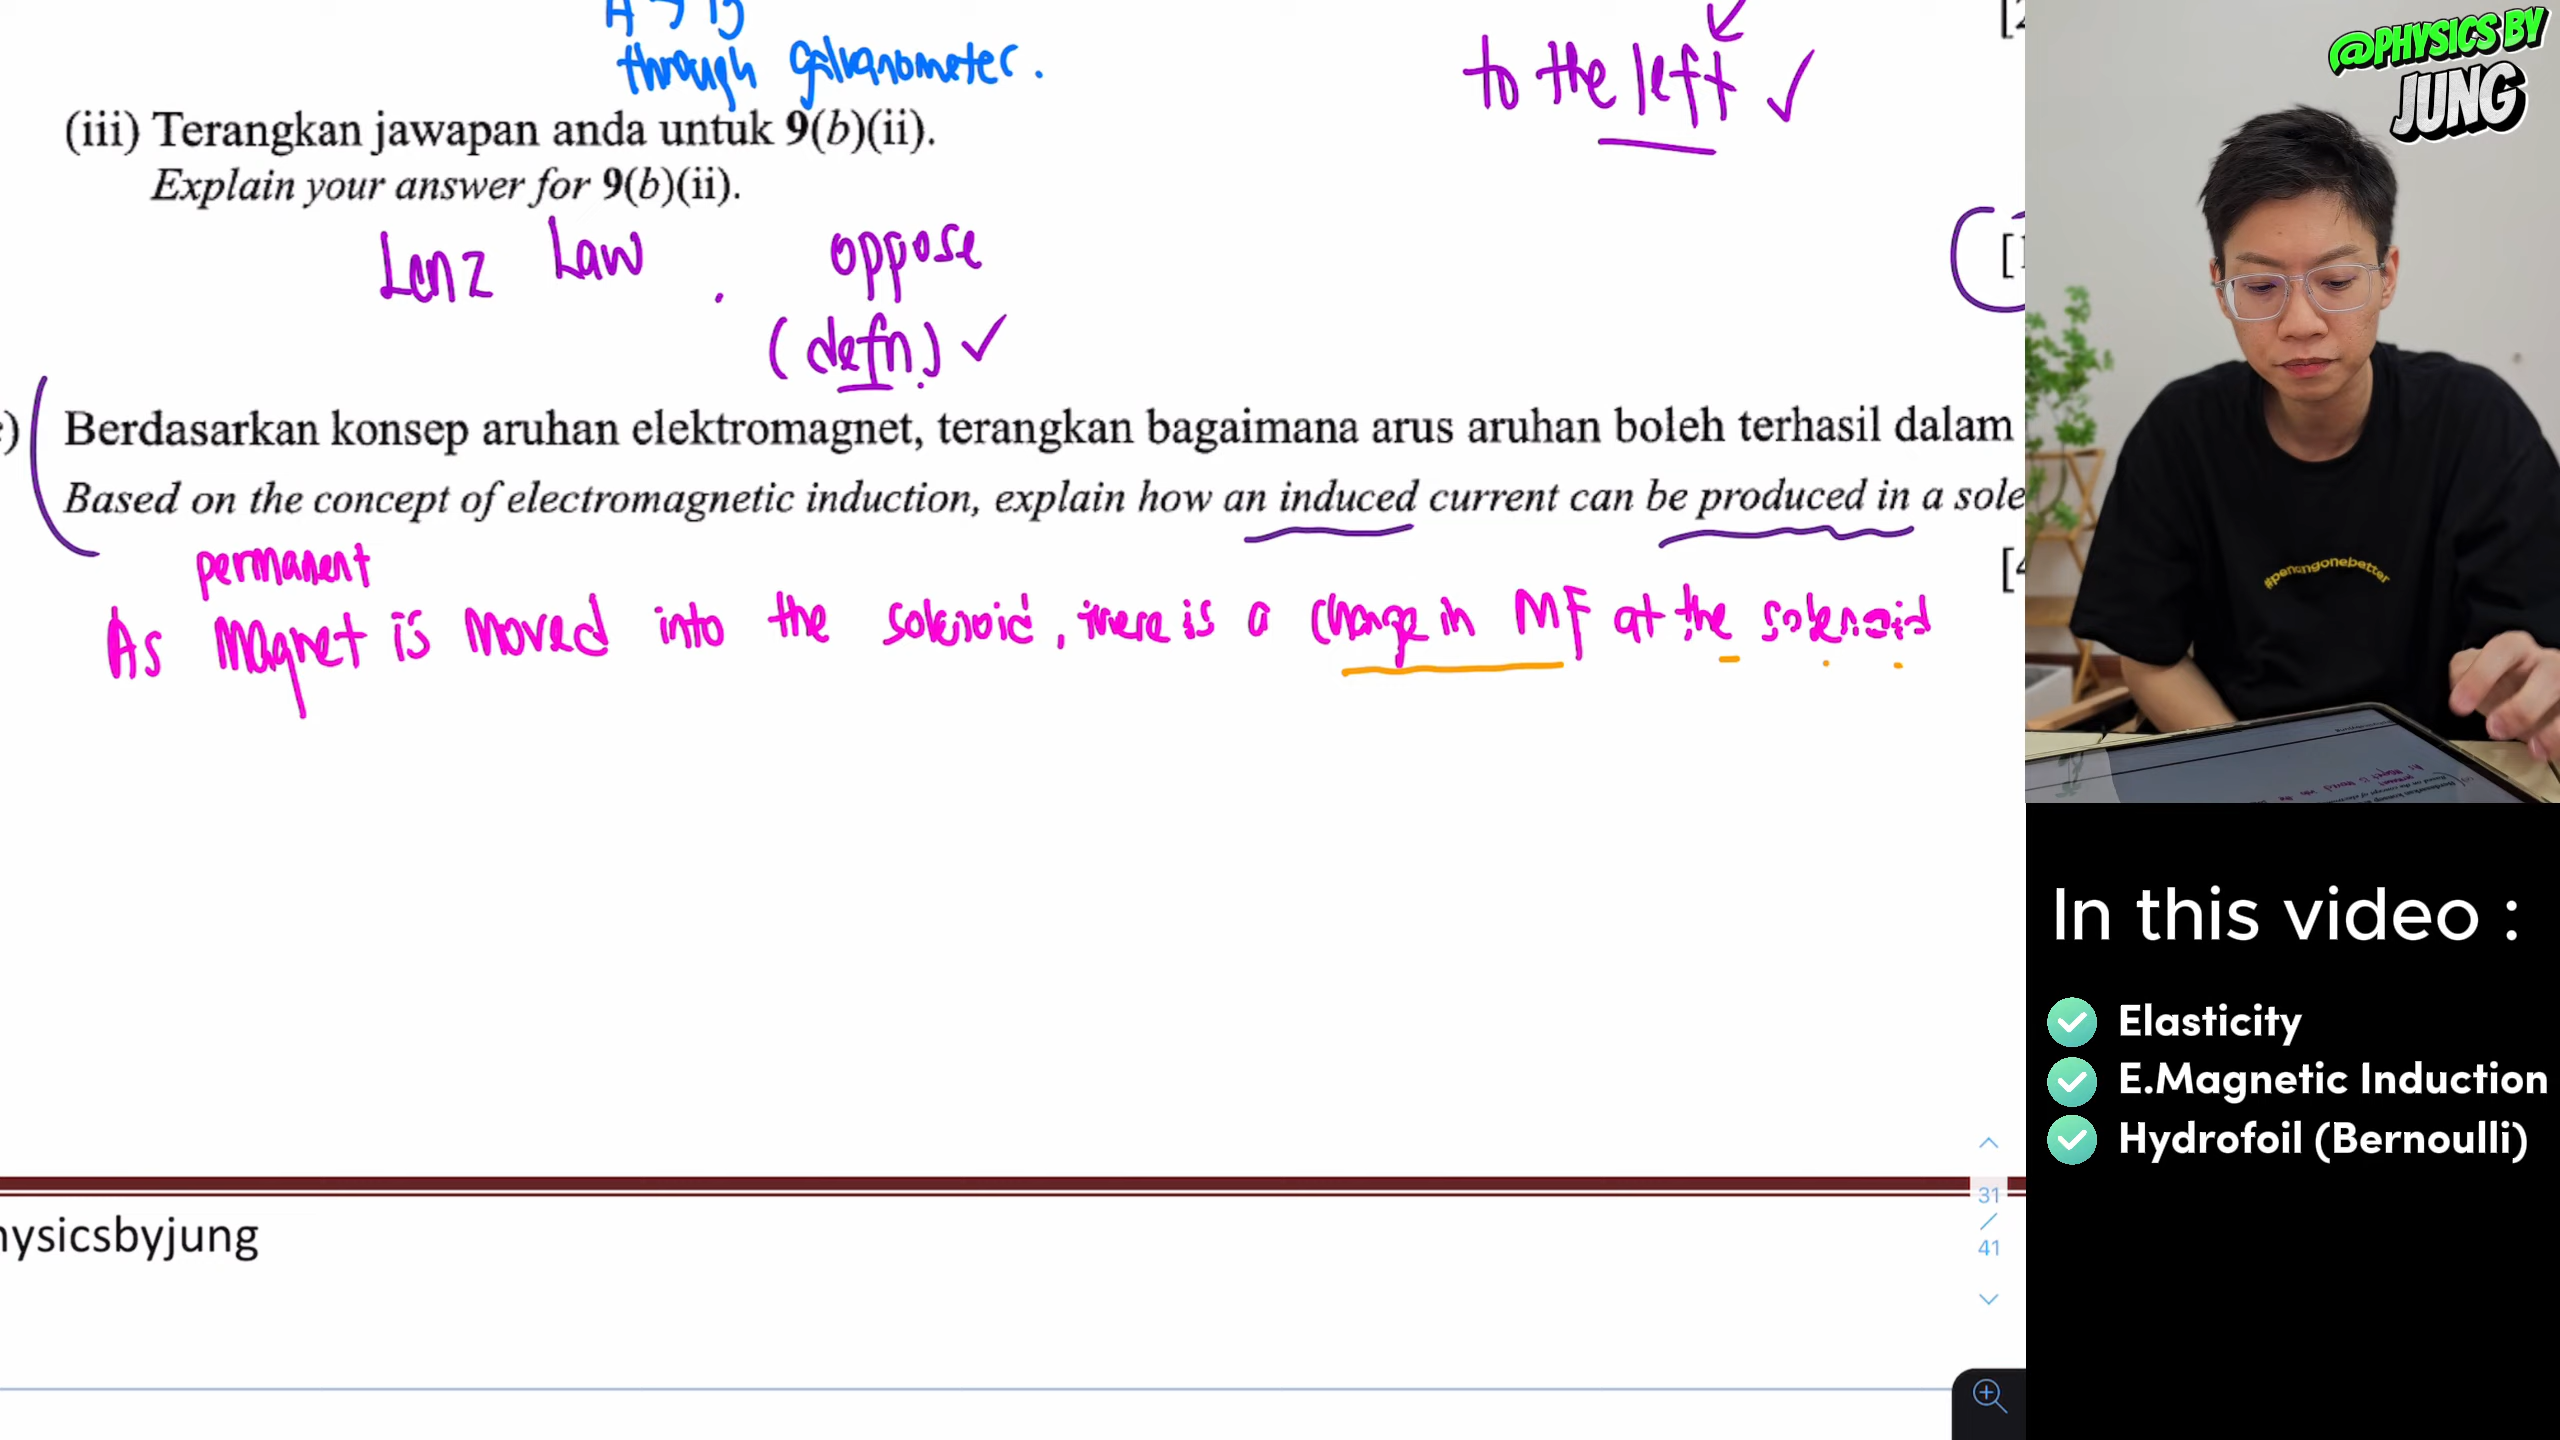 through galvanometer.
to the left ✓
(iii) Terangkan jawapan anda untuk 9(b)(ii).
Explain your answer for 9(b)(ii).
Lenz Law. oppose
(defn) ✓
Berdasarkan konsep aruhan elektromagnet, terangkan bagaimana arus aruhan boleh terhasil dalam
Based on the concept of electromagnetic induction, explain how an induced current can be produced in a sole
[4
permanent
As magnet is moved into the solenoid, there is a change in MF at the solenoid
31
/
41
hysicsbyjung
@PHYSICS BY
JUNG
#penangonebetter
In this video :
Elasticity
E.Magnetic Induction
Hydrofoil (Bernoulli)